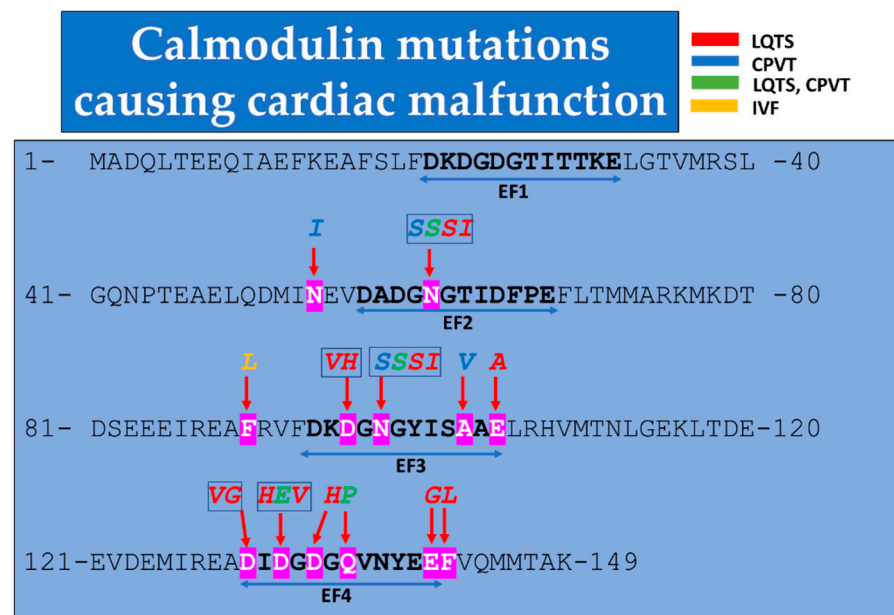 Calmodulin mutations
causing cardiac malfunction
LQTS
CPVT
LQTS, CPVT
IVF
1- MADQLTEEQIAEFKEAFSLFDKDGDGTITTKELGTVMRSL -40
EF1
I SSSI
41- GQNPTEAELQDMINEVDADGNGTIDFPEFLTMMARKMKDT -80
EF2
L VH SSSI V A
81- DSEEEIREAFRVFDKDGNGYISAAELRHVMTNLGEKLTDE-120
EF3
VG HEV HP GL
121-EVDEMIREADIDGDGQVNYEEFVQMMTAK-149
EF4